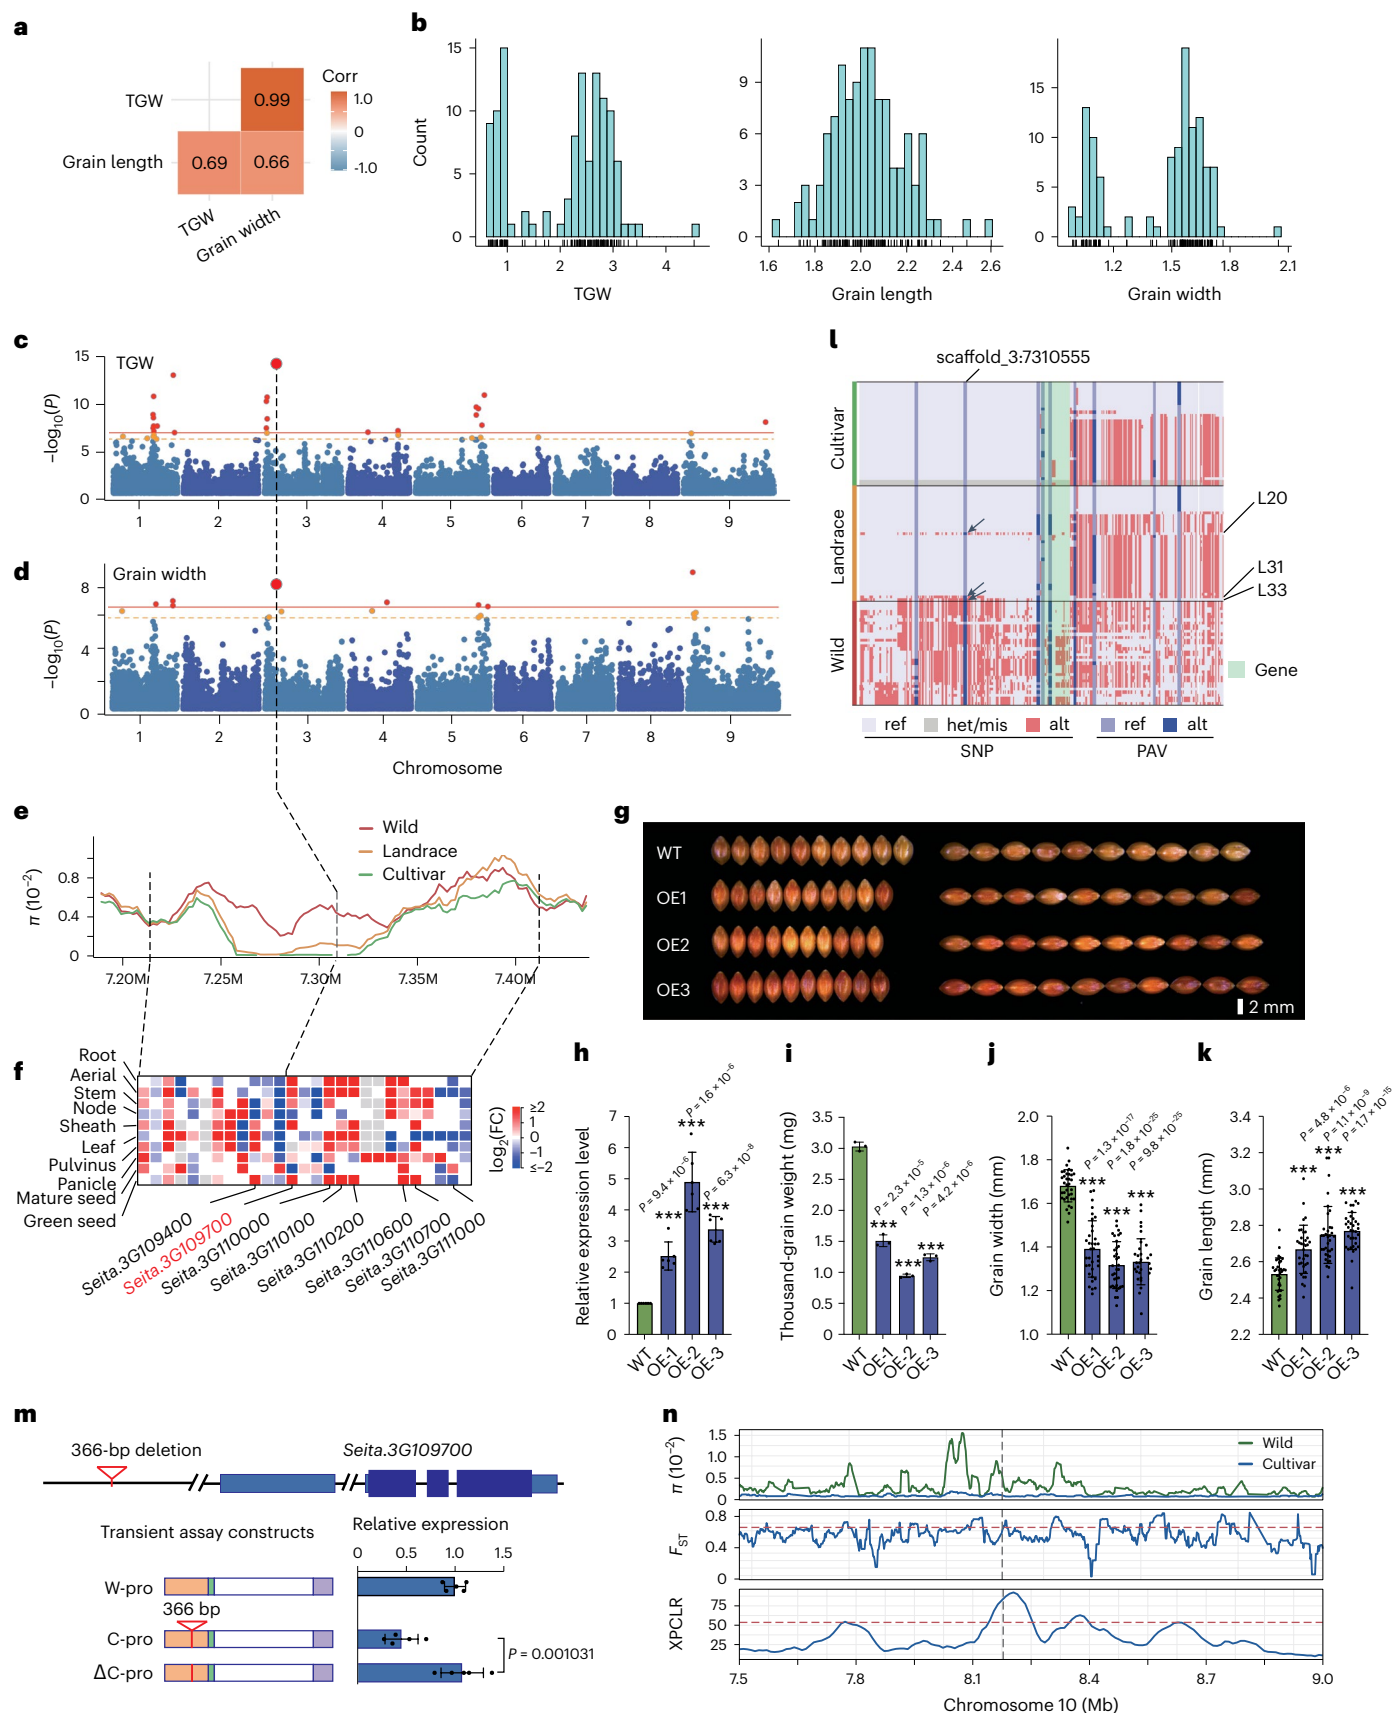 a
TGW
Grain length
0.99
0.69
0.66
TGW
Grain width
Corr
1.0
0
-1.0
b
Count
15
10
5
0
1
2
3
4
TGW
9
6
3
0
1.6
1.8
2.0
2.2
2.4
2.6
Grain length
15
10
5
0
1.2
1.5
1.8
2.1
Grain width
c
TGW
−log10(P)
15
10
5
0
1
2
3
4
5
6
7
8
9
d
Grain width
−log10(P)
8
4
0
1
2
3
4
5
6
7
8
9
Chromosome
l
scaffold_3:7310555
Cultivar
Landrace
Wild
L20
L31
L33
Gene
ref
het/mis
alt
ref
alt
SNP
PAV
e
Wild
Landrace
Cultivar
π (10−2)
0.8
0.4
0
7.20M
7.25M
7.30M
7.35M
7.40M
f
Root
Aerial
Stem
Node
Sheath
Leaf
Pulvinus
Panicle
Mature seed
Green seed
log2(FC)
≥2
1
0
−1
≤−2
Seita.3G109400
Seita.3G109700
Seita.3G110000
Seita.3G110100
Seita.3G110200
Seita.3G110600
Seita.3G110700
Seita.3G111000
g
WT
OE1
OE2
OE3
2 mm
h
Relative expression level
7
6
5
4
3
2
1
0
P = 9.4 × 10−6
P = 1.6 × 10−6
P = 6.3 × 10−8
***
***
***
WT
OE-1
OE-2
OE-3
i
Thousand-grain weight (mg)
3.5
3.0
2.5
2.0
1.5
1.0
0.5
0
P = 2.3 × 10−5
P = 1.3 × 10−6
P = 4.2 × 10−6
***
***
***
WT
OE-1
OE-2
OE-3
j
Grain width (mm)
2.0
1.8
1.6
1.4
1.2
1.0
P = 1.3 × 10−17
P = 1.8 × 10−25
P = 9.8 × 10−25
***
***
***
WT
OE-1
OE-2
OE-3
k
Grain length (mm)
3.4
3.2
3.0
2.8
2.6
2.4
2.2
P = 4.8 × 10−6
P = 1.1 × 10−9
P = 1.7 × 10−15
***
***
***
WT
OE-1
OE-2
OE-3
m
366-bp deletion
Seita.3G109700
Transient assay constructs
Relative expression
0
0.5
1.0
1.5
W-pro
366 bp
C-pro
ΔC-pro
P = 0.001031
n
π (10−2)
1.5
1.0
0.5
0
Wild
Cultivar
FST
0.8
0.4
0
XPCLR
75
50
25
7.5
7.8
8.1
8.4
8.7
9.0
Chromosome 10 (Mb)